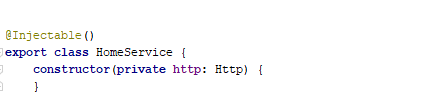 @Injectable()
export class HomeService {
    constructor(private http: Http) {
    }